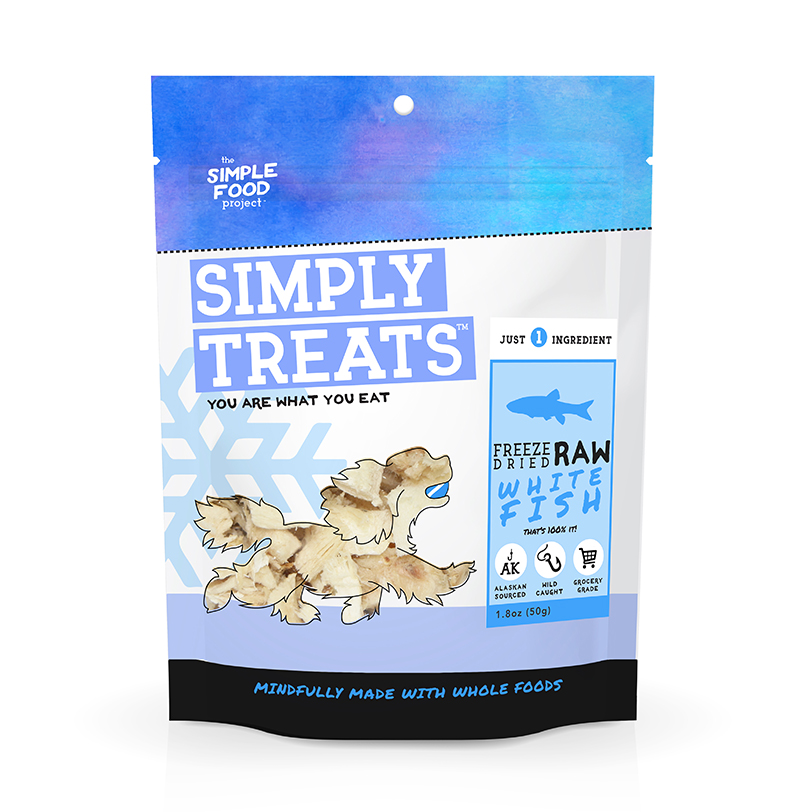 the
SIMPLE
FOOD
project™
SIMPLY
TREATS™
YOU ARE WHAT YOU EAT
JUST 1 INGREDIENT
FREEZE DRIED RAW
WHITE
FISH
THAT'S 100% IT!
AK
ALASKAN SOURCED
WILD CAUGHT
GROCERY GRADE
1.8oz (50g)
MINDFULLY MADE WITH WHOLE FOODS